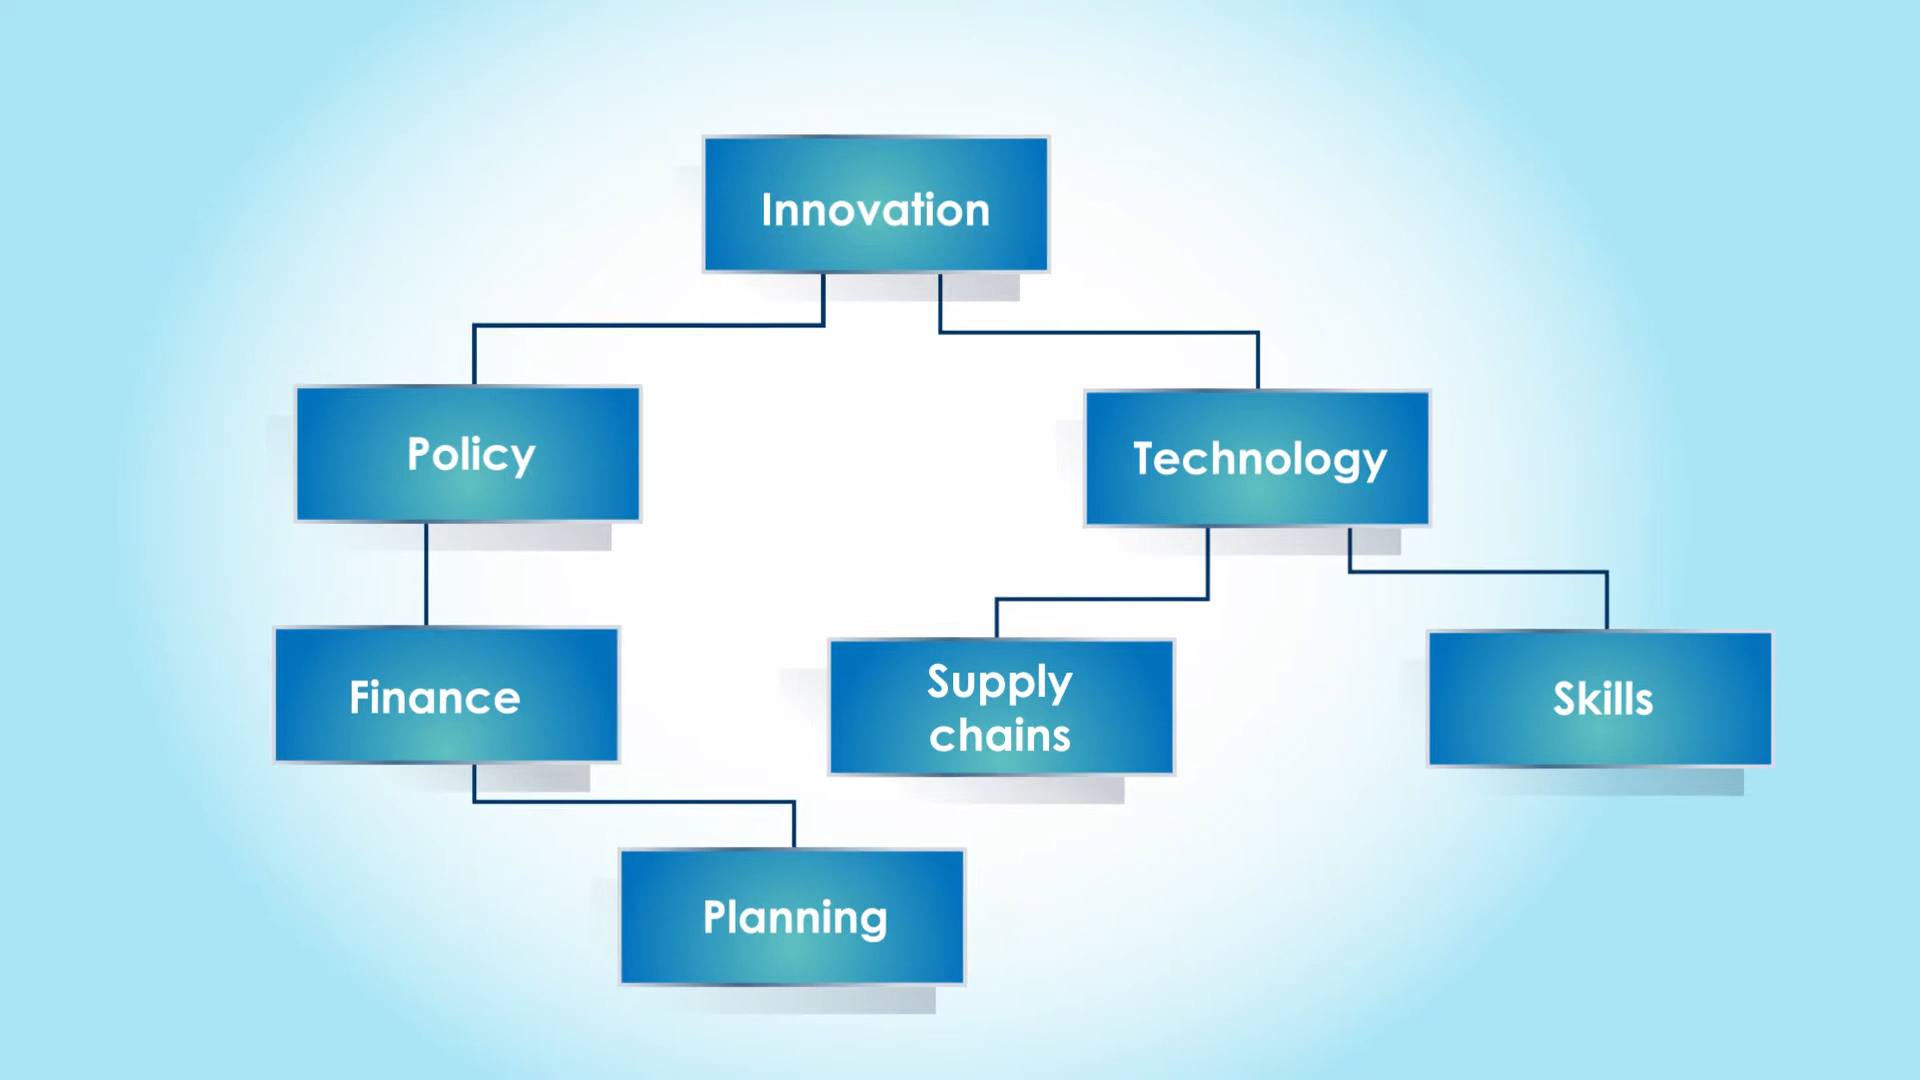 Innovation
Policy
Technology
Finance
Supply
chains
Skills
Planning